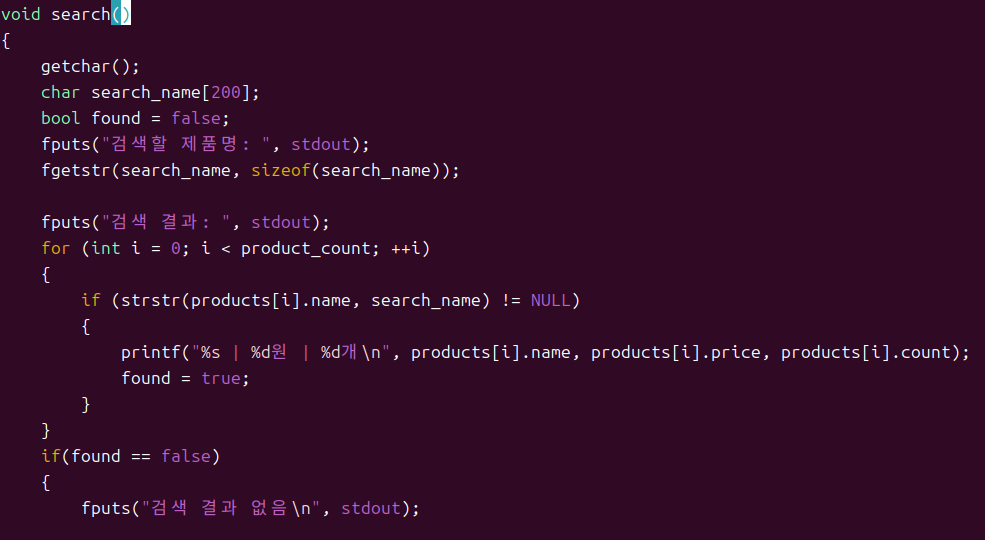 void search()
{
    getchar();
    char search_name[200];
    bool found = false;
    fputs("검색할 제품명: ", stdout);
    fgetstr(search_name, sizeof(search_name));

    fputs("검색 결과: ", stdout);
    for (int i = 0; i < product_count; ++i)
    {
        if (strstr(products[i].name, search_name) != NULL)
        {
            printf("%s | %d원 | %d개\n", products[i].name, products[i].price, products[i].count);
            found = true;
        }
    }
    if(found == false)
    {
        fputs("검색 결과 없음\n", stdout);